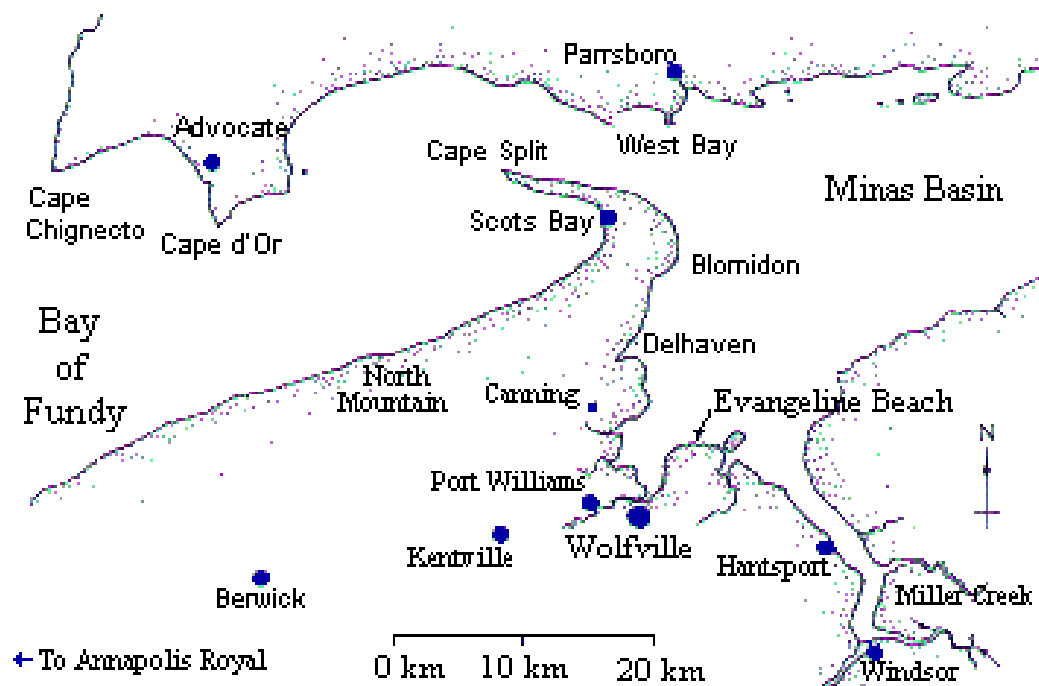 Parrsboro
Advocate
Cape Split
West Bay
Minas Basin
Cape
Chignecto
Cape d'Or
Scots Bay
Blomidon
Bay
of
Fundy
Delhaven
North
Mountain
Canning
Evangeline Beach
N
Port Williams
Kentville
Wolfville
Hantsport
Berwick
Miller Creek
← To Annapolis Royal
0 km 10 km 20 km
Windsor